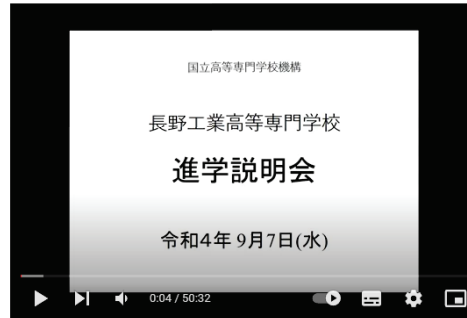 国立高等専門学校機構
長野工業高等専門学校
進学説明会
令和4年 9月7日(水)
0:04 / 50:32